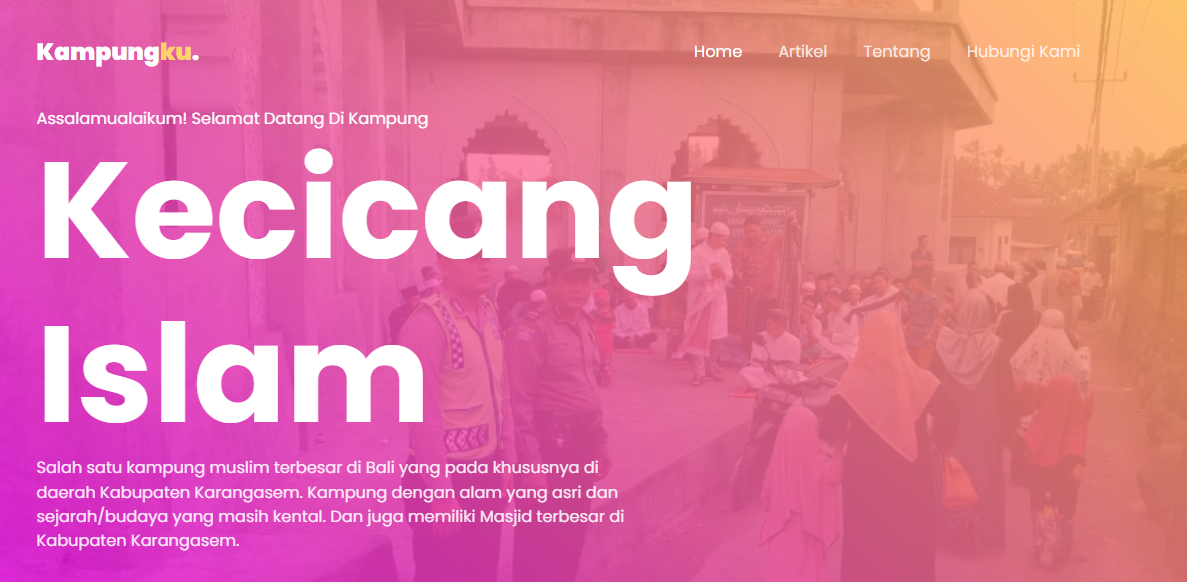 Kampungku.
Home Artikel Tentang Hubungi Kami
Assalamualaikum! Selamat Datang Di Kampung
Kecicang
Islam
Salah satu kampung muslim terbesar di Bali yang pada khususnya di
daerah Kabupaten Karangasem. Kampung dengan alam yang asri dan
sejarah/budaya yang masih kental. Dan juga memiliki Masjid terbesar di
Kabupaten Karangasem.